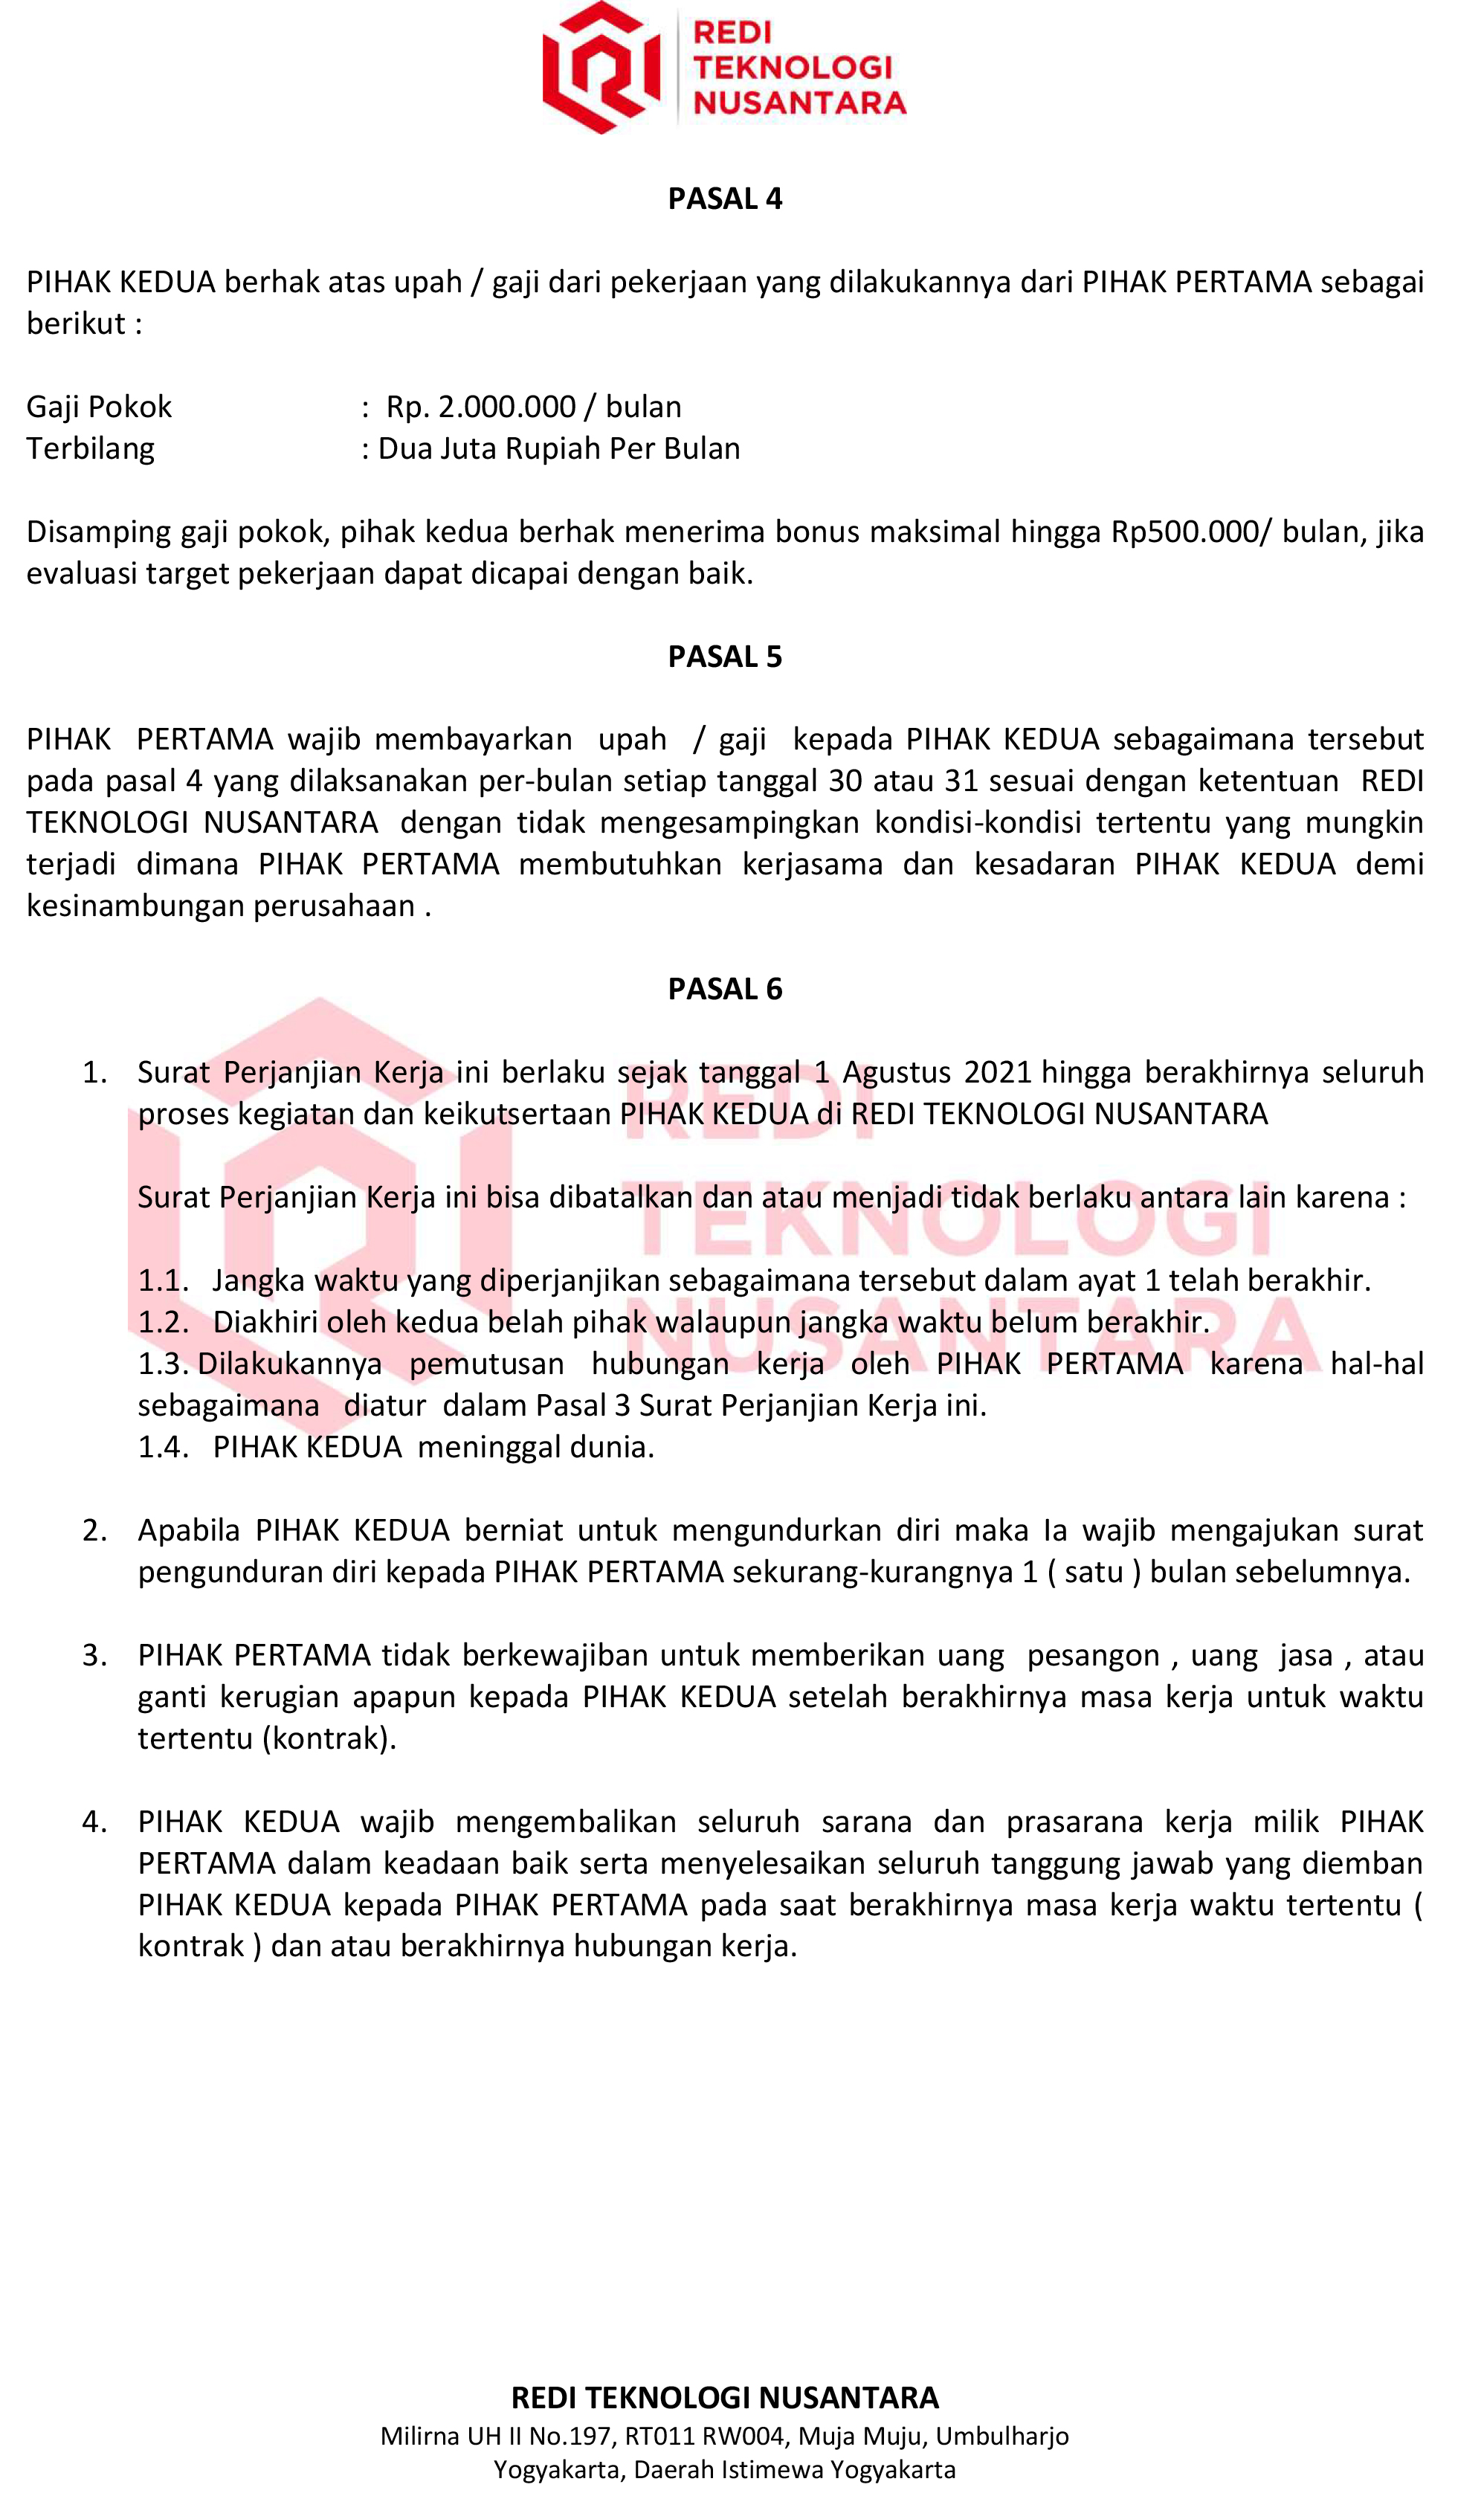 REDI
TEKNOLOGI
NUSANTARA
PASAL 4
PIHAK KEDUA berhak atas upah / gaji dari pekerjaan yang dilakukannya dari PIHAK PERTAMA sebagai
berikut :
Gaji Pokok : Rp. 2.000.000 / bulan
Terbilang : Dua Juta Rupiah Per Bulan
Disamping gaji pokok, pihak kedua berhak menerima bonus maksimal hingga Rp500.000/ bulan, jika
evaluasi target pekerjaan dapat dicapai dengan baik.
PASAL 5
PIHAK PERTAMA wajib membayarkan upah / gaji kepada PIHAK KEDUA sebagaimana tersebut
pada pasal 4 yang dilaksanakan per-bulan setiap tanggal 30 atau 31 sesuai dengan ketentuan REDI
TEKNOLOGI NUSANTARA dengan tidak mengesampingkan kondisi-kondisi tertentu yang mungkin
terjadi dimana PIHAK PERTAMA membutuhkan kerjasama dan kesadaran PIHAK KEDUA demi
kesinambungan perusahaan .
PASAL 6
1. Surat Perjanjian Kerja ini berlaku sejak tanggal 1 Agustus 2021 hingga berakhirnya seluruh
proses kegiatan dan keikutsertaan PIHAK KEDUA di REDI TEKNOLOGI NUSANTARA
Surat Perjanjian Kerja ini bisa dibatalkan dan atau menjadi tidak berlaku antara lain karena :
1.1. Jangka waktu yang diperjanjikan sebagaimana tersebut dalam ayat 1 telah berakhir.
1.2. Diakhiri oleh kedua belah pihak walaupun jangka waktu belum berakhir.
1.3. Dilakukannya pemutusan hubungan kerja oleh PIHAK PERTAMA karena hal-hal
sebagaimana diatur dalam Pasal 3 Surat Perjanjian Kerja ini.
1.4. PIHAK KEDUA meninggal dunia.
2. Apabila PIHAK KEDUA berniat untuk mengundurkan diri maka Ia wajib mengajukan surat
pengunduran diri kepada PIHAK PERTAMA sekurang-kurangnya 1 ( satu ) bulan sebelumnya.
3. PIHAK PERTAMA tidak berkewajiban untuk memberikan uang pesangon , uang jasa , atau
ganti kerugian apapun kepada PIHAK KEDUA setelah berakhirnya masa kerja untuk waktu
tertentu (kontrak).
4. PIHAK KEDUA wajib mengembalikan seluruh sarana dan prasarana kerja milik PIHAK
PERTAMA dalam keadaan baik serta menyelesaikan seluruh tanggung jawab yang diemban
PIHAK KEDUA kepada PIHAK PERTAMA pada saat berakhirnya masa kerja waktu tertentu (
kontrak ) dan atau berakhirnya hubungan kerja.
REDI
TEKNOLOGI
NUSANTARA
REDI TEKNOLOGI NUSANTARA
Milirna UH II No.197, RT011 RW004, Muja Muju, Umbulharjo
Yogyakarta, Daerah Istimewa Yogyakarta